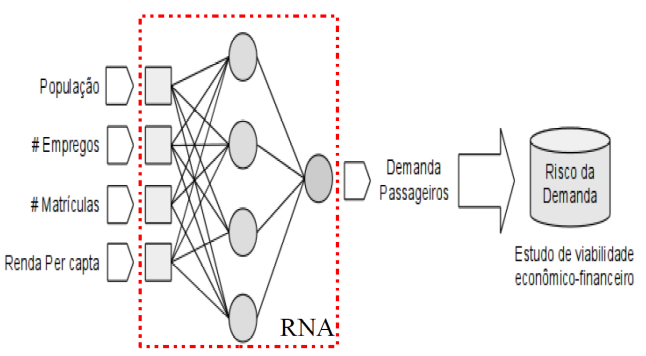 População
# Empregos
# Matrículas
Renda Per capta
RNA
Demanda
Passageiros
Risco da
Demanda
Estudo de viabilidade
econômico-financeiro